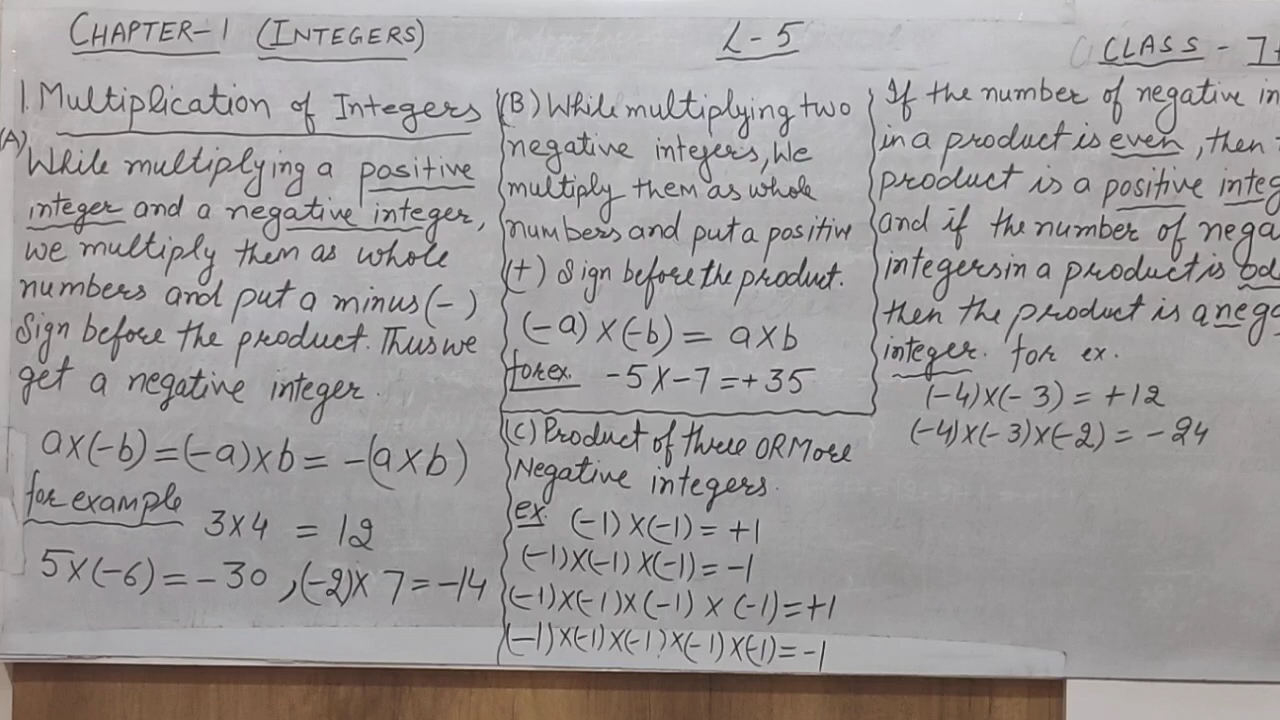 CHAPTER-1 (INTEGERS)
L-5
CLASS - 7
1. Multiplication of Integers
(A) While multiplying a positive
integer and a negative integer,
we multiply them as whole
numbers and put a minus (-)
Sign before the product. Thus we
get a negative integer.
a×(-b)=(-a)×b= -(a×b)
for example
3×4 = 12
5×(-6)= -30, (-2)× 7 = -14
(B) While multiplying two
negative integers, We
multiply them as whole
numbers and put a positive
(+) Sign before the product.
(-a)×(-b)= a×b
for ex. -5×-7=+35
(C) Product of three OR More
Negative integers.
ex. (-1)×(-1)= +1
(-1)×(-1)×(-1)= -1
(-1)×(-1)×(-1)×(-1)=+1
(-1)×(-1)×(-1)×(-1)×(-1)= -1
If the number of negative in
in a product is even, then
product is a positive integ
and if the number of nega
integers in a product is od
then the product is a nega
integer. for ex.
(-4)×(-3)= +12
(-4)×(-3)×(-2)= -24